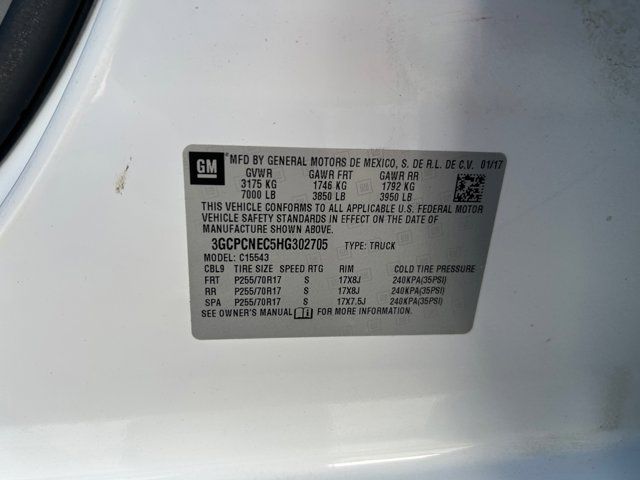 GM MFD BY GENERAL MOTORS DE MEXICO, S. DE R.L. DE C.V. 01/17
GVWR GAWR FRT GAWR RR
3175 KG 1746 KG 1792 KG
7000 LB 3850 LB 3950 LB
THIS VEHICLE CONFORMS TO ALL APPLICABLE U.S. FEDERAL MOTOR
VEHICLE SAFETY STANDARDS IN EFFECT ON THE DATE OF
MANUFACTURE SHOWN ABOVE.
3GCPCNEC5HG302705 TYPE: TRUCK
MODEL: C15543
CBL9 TIRE SIZE SPEED RTG RIM COLD TIRE PRESSURE
FRT P255/70R17 S 17X8J 240KPA(35PSI)
RR P255/70R17 S 17X8J 240KPA(35PSI)
SPA P255/70R17 S 17X7.5J 240KPA(35PSI)
SEE OWNER'S MANUAL FOR MORE INFORMATION.